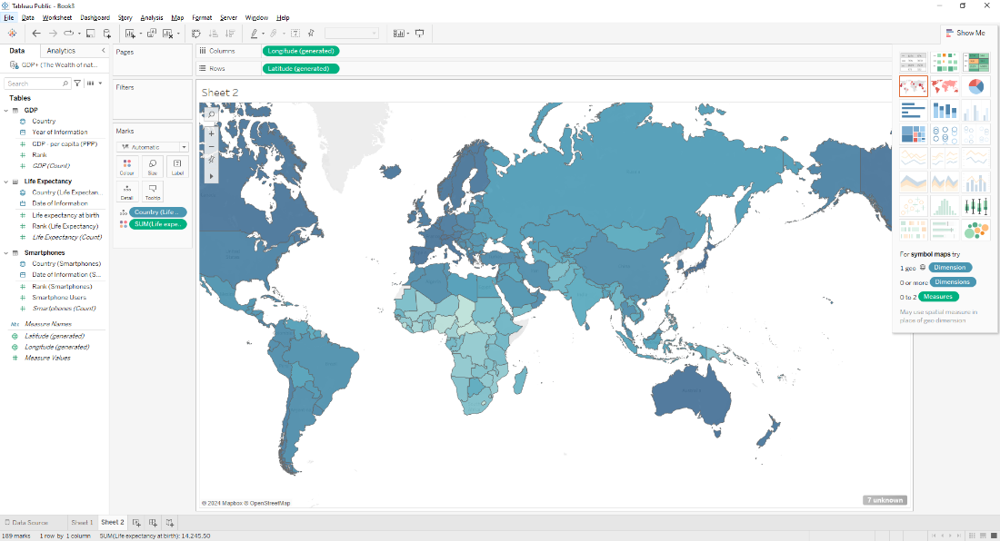 Tableau Public - Book3
File Data Worksheet Dashboard Story Analysis Map Format Server Window Help
Show Me
Data Analytics
GDP+ (The Wealth of nat...
Search
Tables
GDP
Country
Year of Information
GDP - per capita (PPP)
Rank
GDP (Count)
Life Expectancy
Country (Life Expectan...
Date of Information
Life expectancy at birth
Rank (Life Expectancy)
Life Expectancy (Count)
Smartphones
Country (Smartphones)
Date of Information (S...
Rank (Smartphones)
Smartphone Users
Smartphones (Count)
Abc Measure Names
Latitude (generated)
Longitude (generated)
Measure Values
Pages
Filters
Marks
Automatic
Colour Size Label
Detail Tooltip
Country (Life ..
SUM(Life expe..
Columns Longitude (generated)
Rows Latitude (generated)
Sheet 2
© 2024 Mapbox © OpenStreetMap
7 unknown
For symbol maps try
1 geo Dimension
0 or more Dimensions
0 to 2 Measures
May use spatial measure in
place of geo dimension
Data Source Sheet 1 Sheet 2
189 marks 1 row by 1 column SUM(Life expectancy at birth): 14,245.50